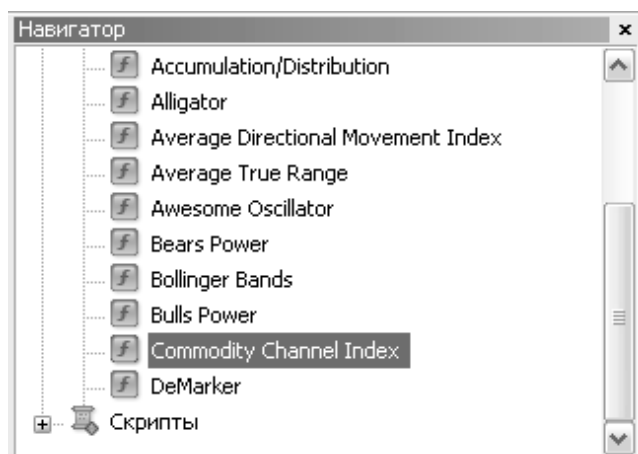 Навигатор
Accumulation/Distribution
Alligator
Average Directional Movement Index
Average True Range
Awesome Oscillator
Bears Power
Bollinger Bands
Bulls Power
Commodity Channel Index
DeMarker
Скрипты